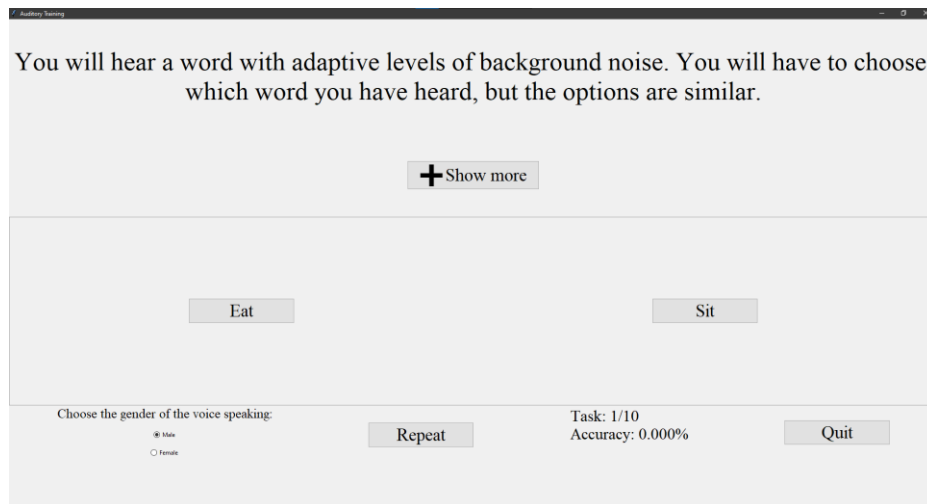 Auditory Training
You will hear a word with adaptive levels of background noise. You will have to choose
which word you have heard, but the options are similar.
Show more
Eat
Sit
Choose the gender of the voice speaking:
Male
Female
Repeat
Task: 1/10
Accuracy: 0.000%
Quit